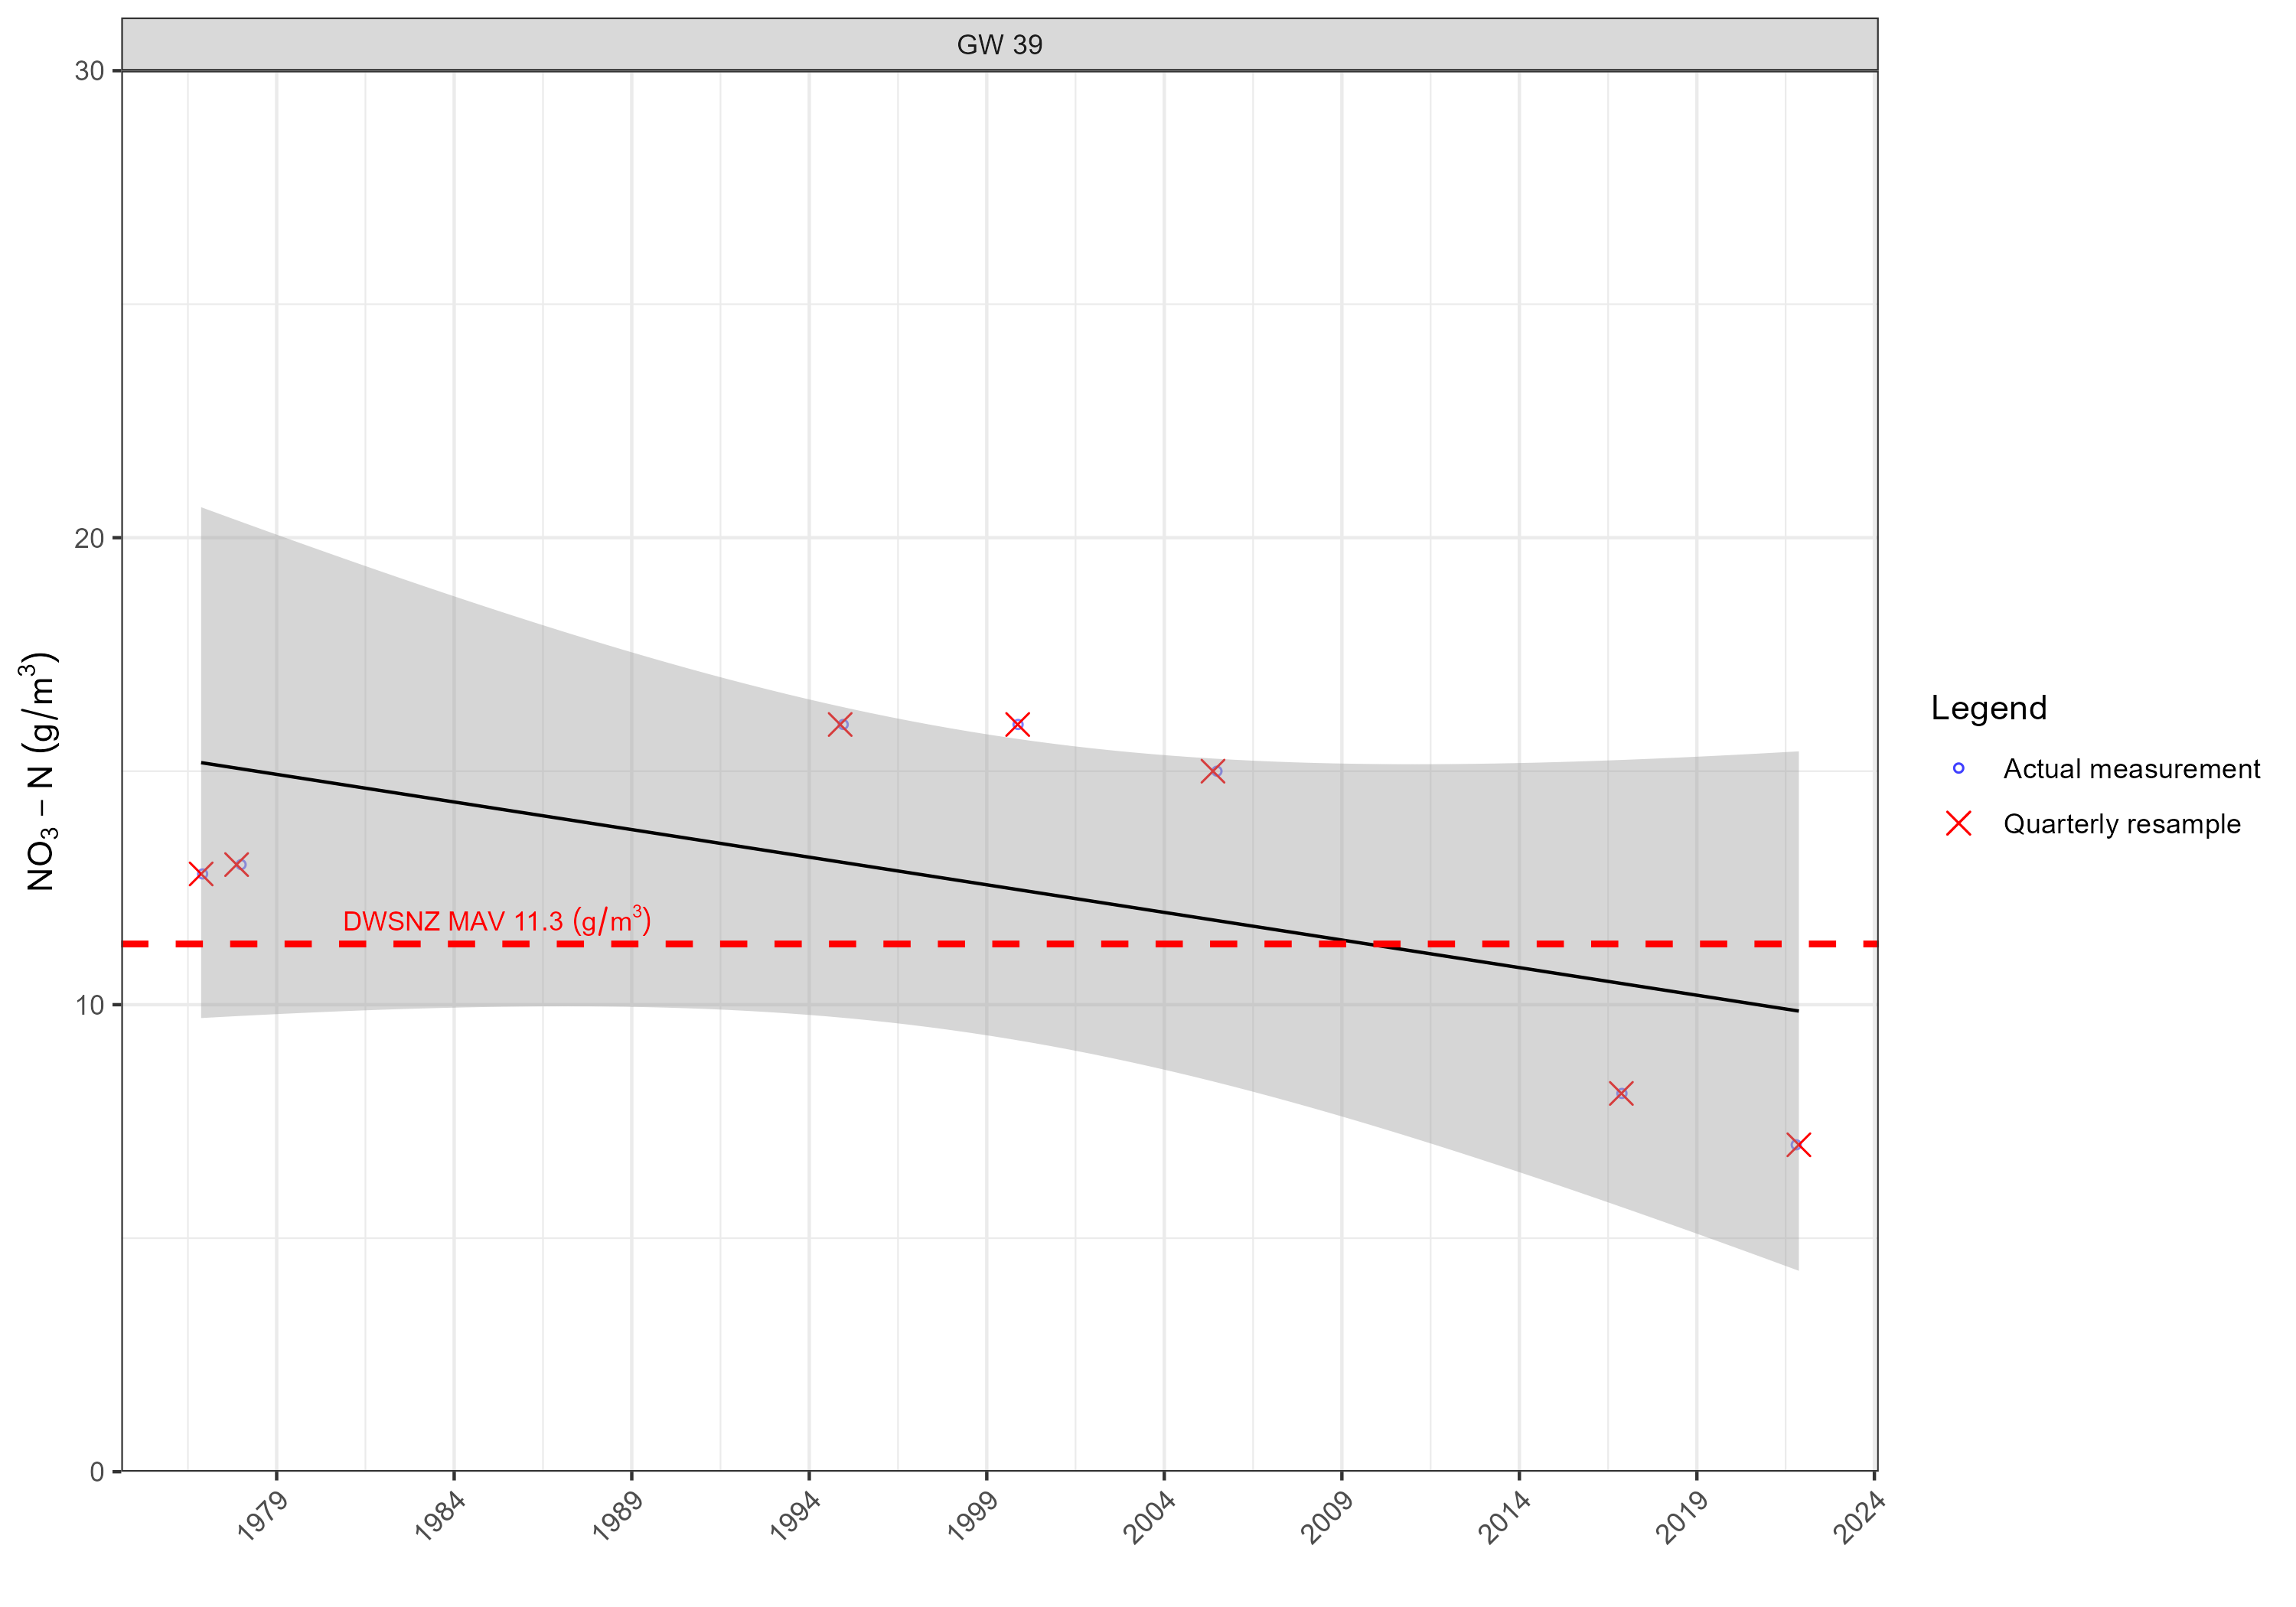 GW 39
30
20
10
0
NO₃ – N (g/m³)
DWSNZ MAV 11.3 (g/m³)
1979
1984
1989
1994
1999
2004
2009
2014
2019
2024
Legend
Actual measurement
Quarterly resample